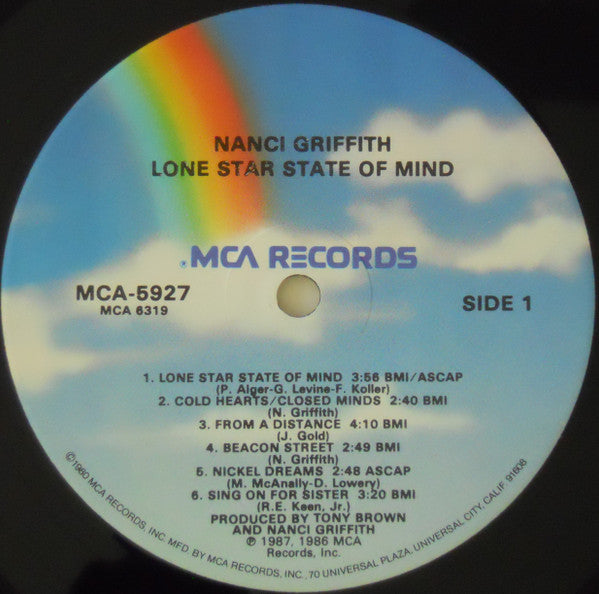 NANCI GRIFFITH
LONE STAR STATE OF MIND
®MCA RECORDS
MCA-5927
MCA 6319
SIDE 1
1. LONE STAR STATE OF MIND 3:56 BMI/ASCAP
(P. Alger-G. Levine-F. Koller)
2. COLD HEARTS/CLOSED MINDS 2:40 BMI
(N. Griffith)
3. FROM A DISTANCE 4:10 BMI
(J. Gold)
4. BEACON STREET 2:49 BMI
(N. Griffith)
5. NICKEL DREAMS 2:48 ASCAP
(M. McAnally-D. Lowery)
6. SING ON FOR SISTER 3:20 BMI
(R.E. Keen, Jr.)
PRODUCED BY TONY BROWN
AND NANCI GRIFFITH
℗ 1987, 1986 MCA
Records, Inc.
©1980 MCA RECORDS, INC. MFD. BY MCA RECORDS, INC., 70 UNIVERSAL PLAZA, UNIVERSAL CITY, CALIF. 91608